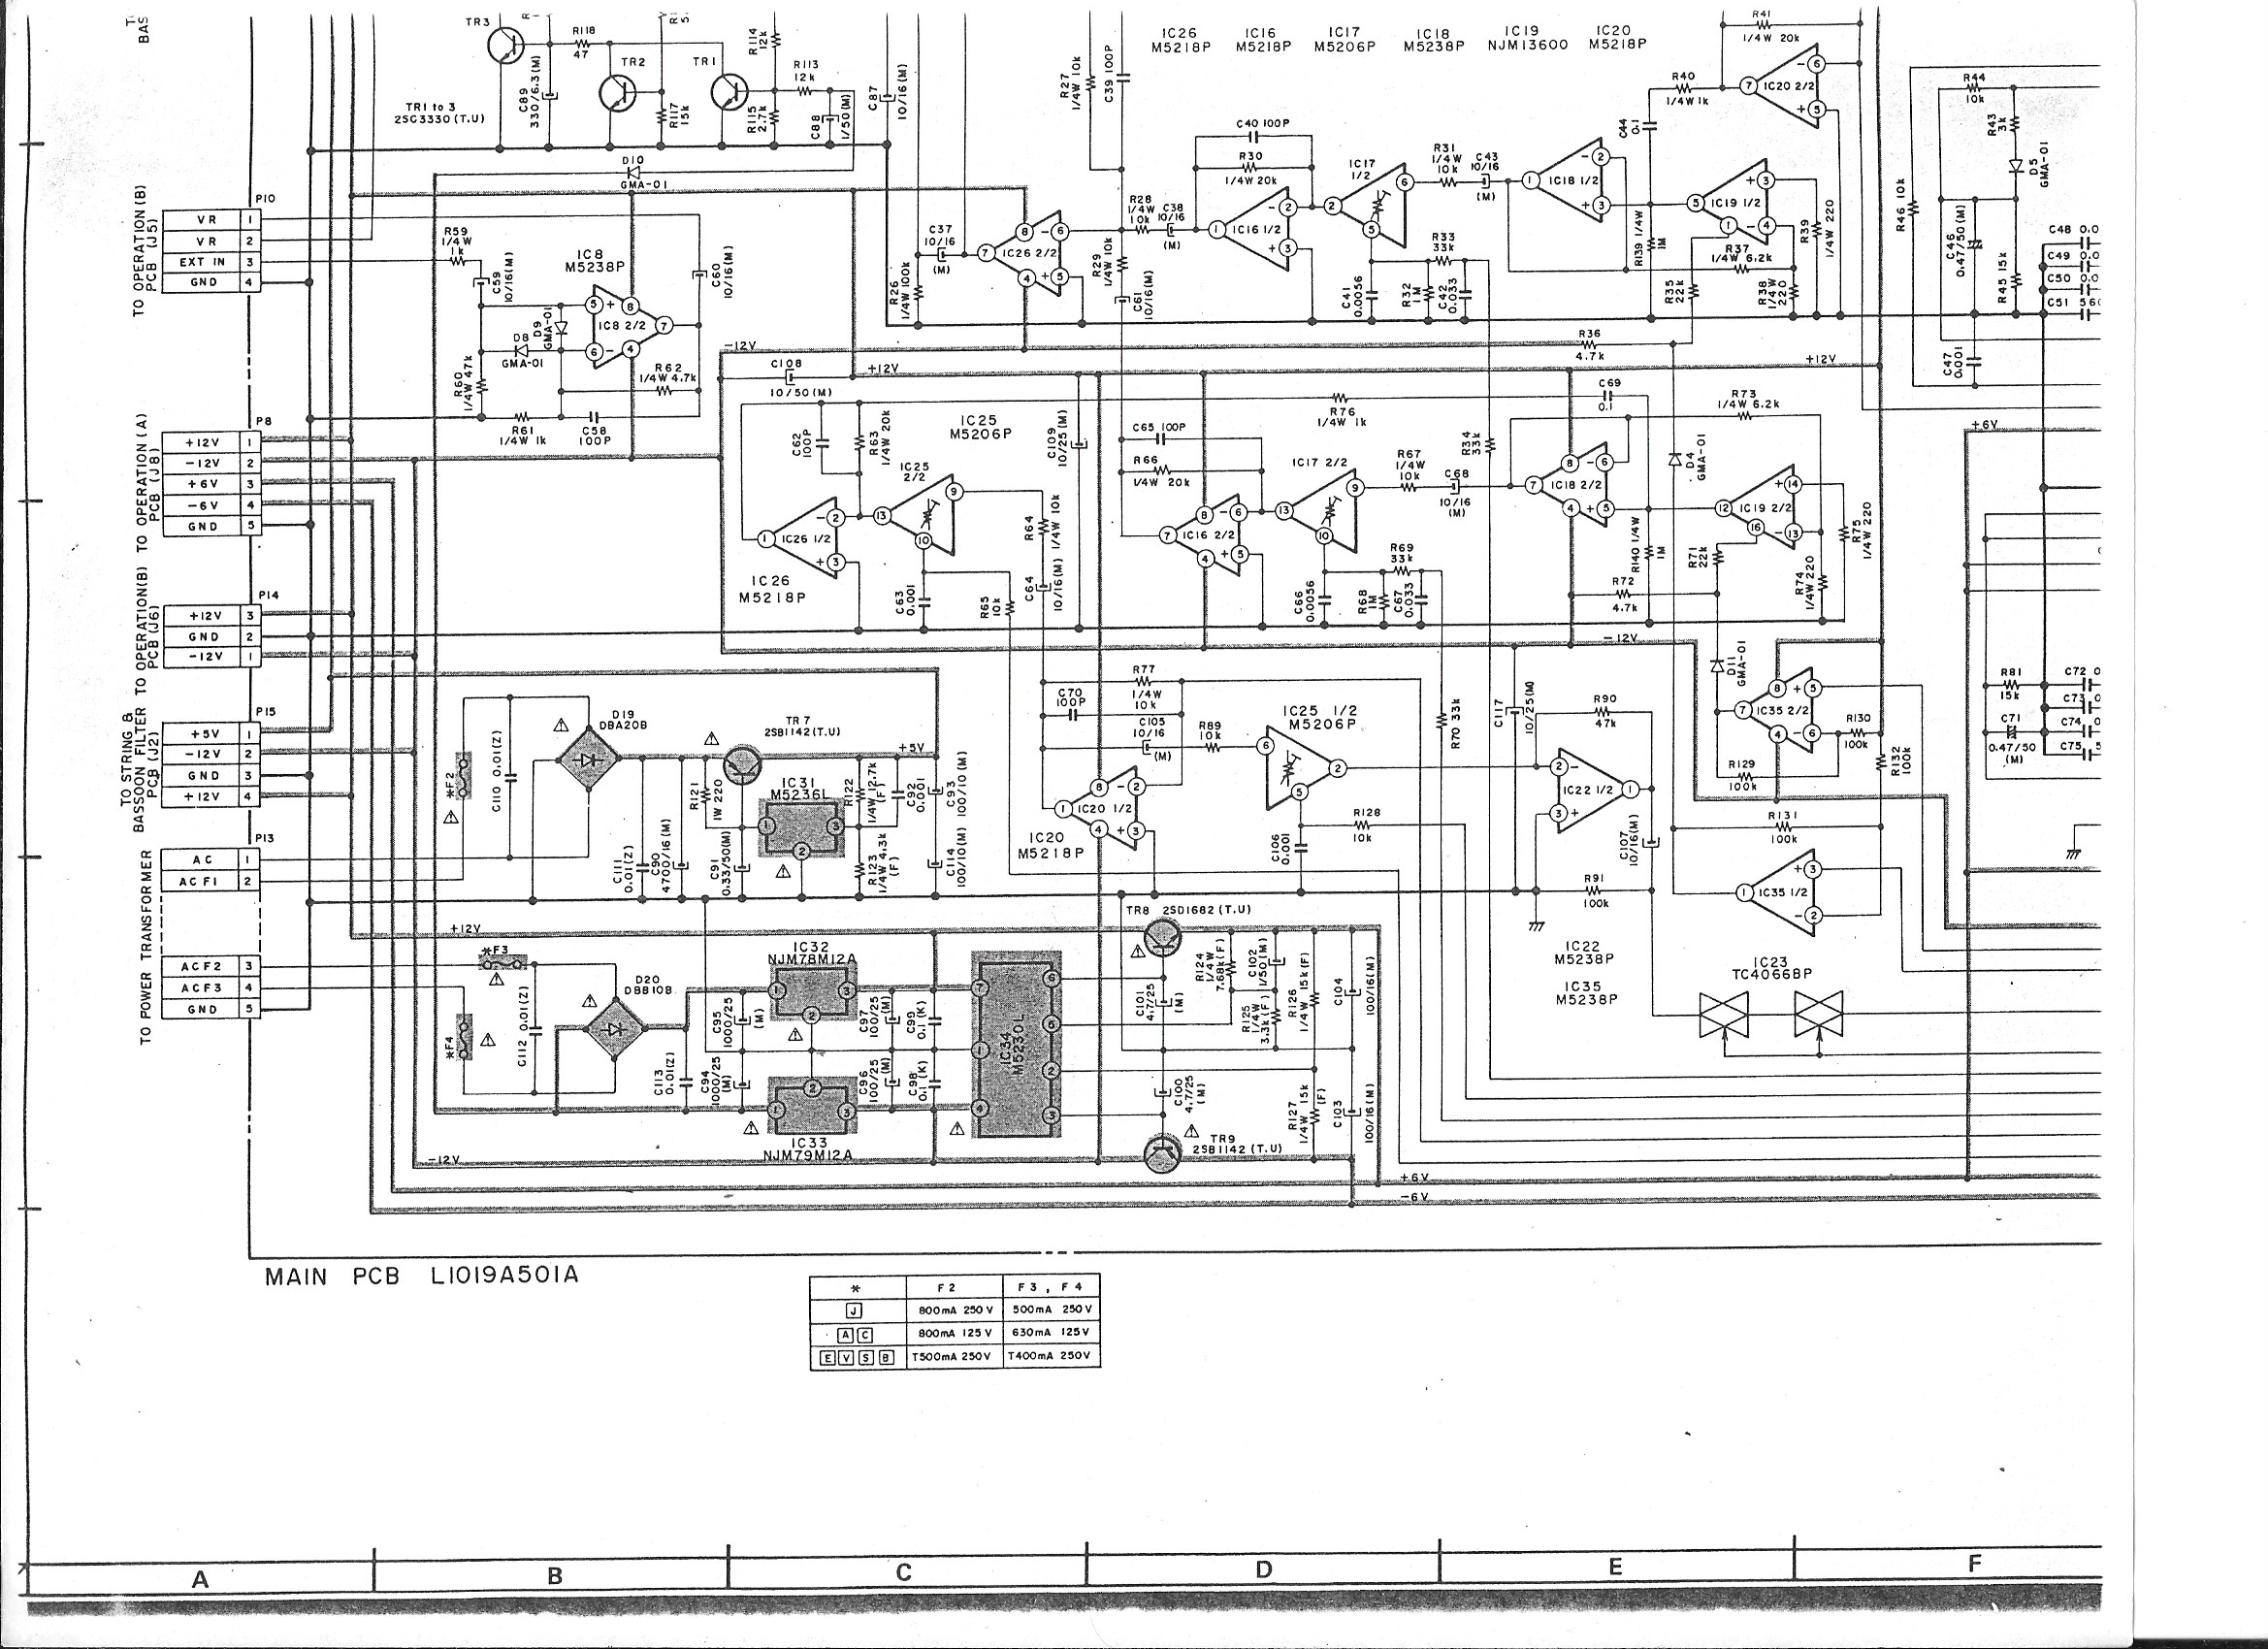 TR3
R118
47
TR2
TR1
R114
12k
R113
12k
C89
330/6.3(M)
R117
15k
R115
2.7k
C88
1/50(M)
C87
10/16(M)
TR1 to 3
2SC3330(T.U)
D10
GMA-01
R27
1/4W 10k
C39 100P
IC26
M5218P
IC16
M5218P
IC17
M5206P
IC18
M5238P
IC19
NJM13600
IC20
M5218P
R41
1/4W 20k
R40
1/4W 1k
C44
0.1
IC20 2/2
R44
10k
R43
3k
D5
GMA-01
R46 10k
C46
0.47/50(M)
R45 15k
C47
0.001
C48 0.0
C49 0.0
C50 0.0
C51 56
TO OPERATION(B)
PCB (J5)
P10
VR 1
VR 2
EXT IN 3
GND 4
R59
1/4W
1k
C59
10/16(M)
IC8
M5238P
IC8 2/2
D9
GMA-01
D8
GMA-01
R60
1/4W 47k
R61
1/4W 1k
C58
100P
R62
1/4W 4.7k
C60
10/16(M)
C37
10/16
(M)
R26
1/4W 100k
IC26 2/2
R28
1/4W
10k
C38
10/16
(M)
R29
1/4W 10k
C61
10/16(M)
C40 100P
R30
1/4W 20k
IC16 1/2
IC17
1/2
R31
1/4W
10k
C43
10/16
(M)
R33
33k
C41
0.0056
R32
1M
C42
0.033
IC18 1/2
R139 1/4W
1M
IC19 1/2
R37
1/4W 6.2k
R35
22k
R38
1/4W
220
R39
1/4W 220
R36
4.7k
-12V
+12V
+12V
C108
10/50(M)
TO OPERATION (A)
PCB (J8)
P8
+12V 1
-12V 2
+6V 3
-6V 4
GND 5
C62
100P
R63
1/4W 20k
IC25
M5206P
IC25
2/2
IC26 1/2
IC26
M5218P
C63
0.001
R65
10k
R64
1/4W 10k
C64
10/16(M)
C109
10/25(M)
C65 100P
R66
1/4W 20k
IC16 2/2
IC17 2/2
R76
1/4W 1k
R67
1/4W
10k
C68
10/16
(M)
R34
33k
C66
0.0056
R68
1M
C67
0.033
R69
33k
IC18 2/2
C69
0.1
R73
1/4W 6.2k
D4
GMA-01
IC19 2/2
R140 1/4W
1M
R71
22k
R72
4.7k
R74
1/4W 220
R75
1/4W 220
+6V
-12V
TO OPERATION(B)
PCB(J6)
P14
+12V 3
GND 2
-12V 1
TO STRING &
BASSOON FILTER
PCB (J2)
P15
+5V 1
-12V 2
GND 3
+12V 4
*F2
C110 0.01(Z)
D19
DBA20B
TR7
2SB1142(T.U)
+5V
R121
1W 220
IC31
M5236L
C111
0.01(Z)
C90
4700/16(M)
C91
0.33/50(M)
R122
1/4W 2.7k
(F)
C92
0.001
C93
100/10(M)
R123
1/4W 4.3k
(F)
C114
100/10(M)
R77
1/4W
10k
C70
100P
C105
10/16
(M)
R89
10k
IC25 1/2
M5206P
IC20 1/2
IC20
M5218P
C106
0.001
R128
10k
R70 33k
C117
10/25(M)
R90
47k
IC22 1/2
C107
10/16(M)
R91
100k
D11
GMA-01
IC35 2/2
R129
100k
R130
100k
R132
100k
R131
100k
IC35 1/2
R81
15k
C71
0.47/50
(M)
C72 0
C73
C74 0
C75 5
TO POWER TRANSFORMER
P13
AC 1
ACF1 2
ACF2 3
ACF3 4
GND 5
+12V
*F3
*F4
C112 0.01(Z)
D20
DBB10B
C113
0.01(Z)
IC32
NJM78M12A
C95
1000/25
(M)
C94
1000/25
(M)
C97
100/25
(M)
C99
0.1(K)
C96
100/25
(M)
C98
0.1(K)
IC33
NJM79M12A
IC34
M5230L
TR8 2SD1682(T.U)
C101
4.7/25
(M)
C100
4.7/25
(M)
R124
1/4W
7.68k(F)
C102
1/50(M)
R125
1/4W
3.3k(F)
R126
1/4W 15k(F)
C104
100/16(M)
R127
1/4W 15k
(F)
C103
100/16(M)
TR9
2SB1142(T.U)
IC22
M5238P
IC35
M5238P
IC23
TC4066BP
-12V
+6V
-6V
MAIN PCB L1019A501A
* F2 F3, F4
J 800mA 250V 500mA 250V
A C 800mA 125V 630mA 125V
E V S B T500mA 250V T400mA 250V
A B C D E F